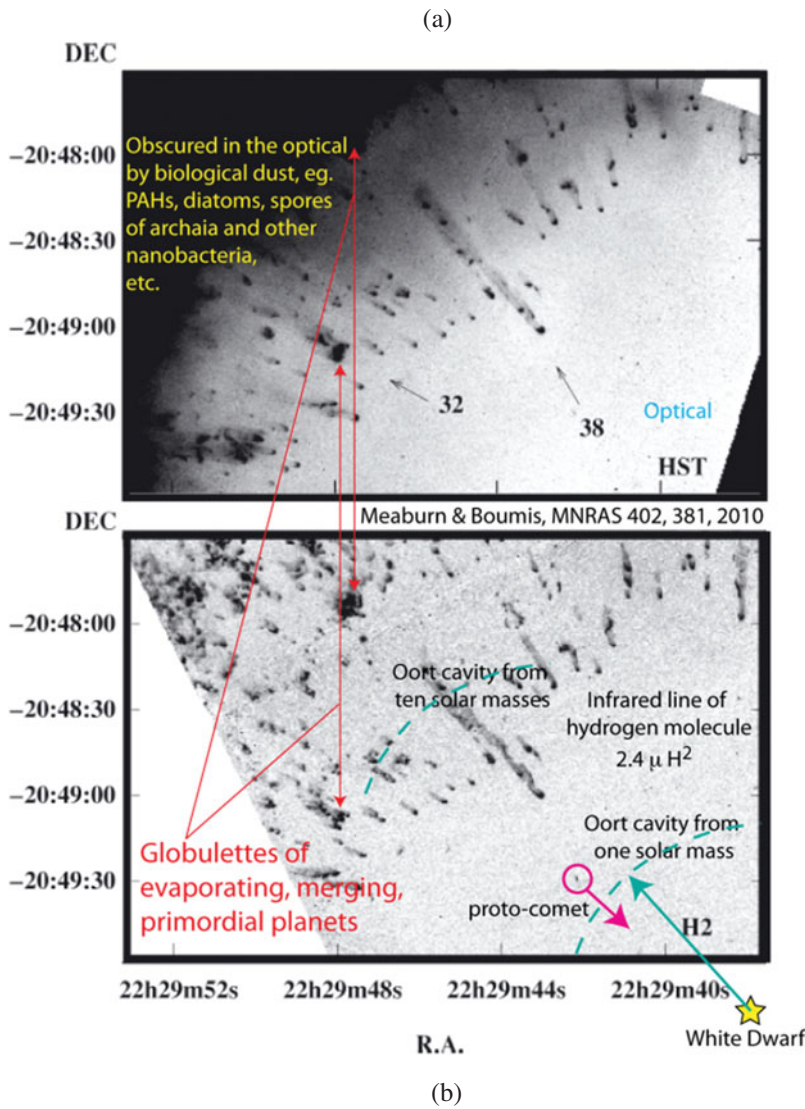 (a)
DEC
−20:48:00
−20:48:30
−20:49:00
−20:49:30
Obscured in the optical
by biological dust, eg.
PAHs, diatoms, spores
of archaia and other
nanobacteria,
etc.
32
38
Optical
HST
DEC
Meaburn & Boumis, MNRAS 402, 381, 2010
−20:48:00
−20:48:30
−20:49:00
−20:49:30
Oort cavity from
ten solar masses
Infrared line of
hydrogen molecule
2.4 μ H²
Oort cavity from
one solar mass
Globulettes of
evaporating, merging,
primordial planets
proto-comet
H2
22h29m52s 22h29m48s 22h29m44s 22h29m40s
White Dwarf
R.A.
(b)